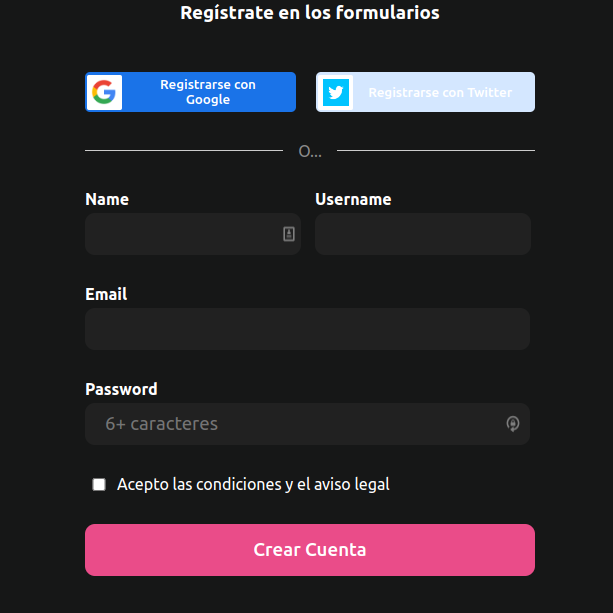 Regístrate en los formularios
Registrarse con
Google
Registrarse con Twitter
O...
Name
Username
Email
Password
6+ caracteres
Acepto las condiciones y el aviso legal
Crear Cuenta